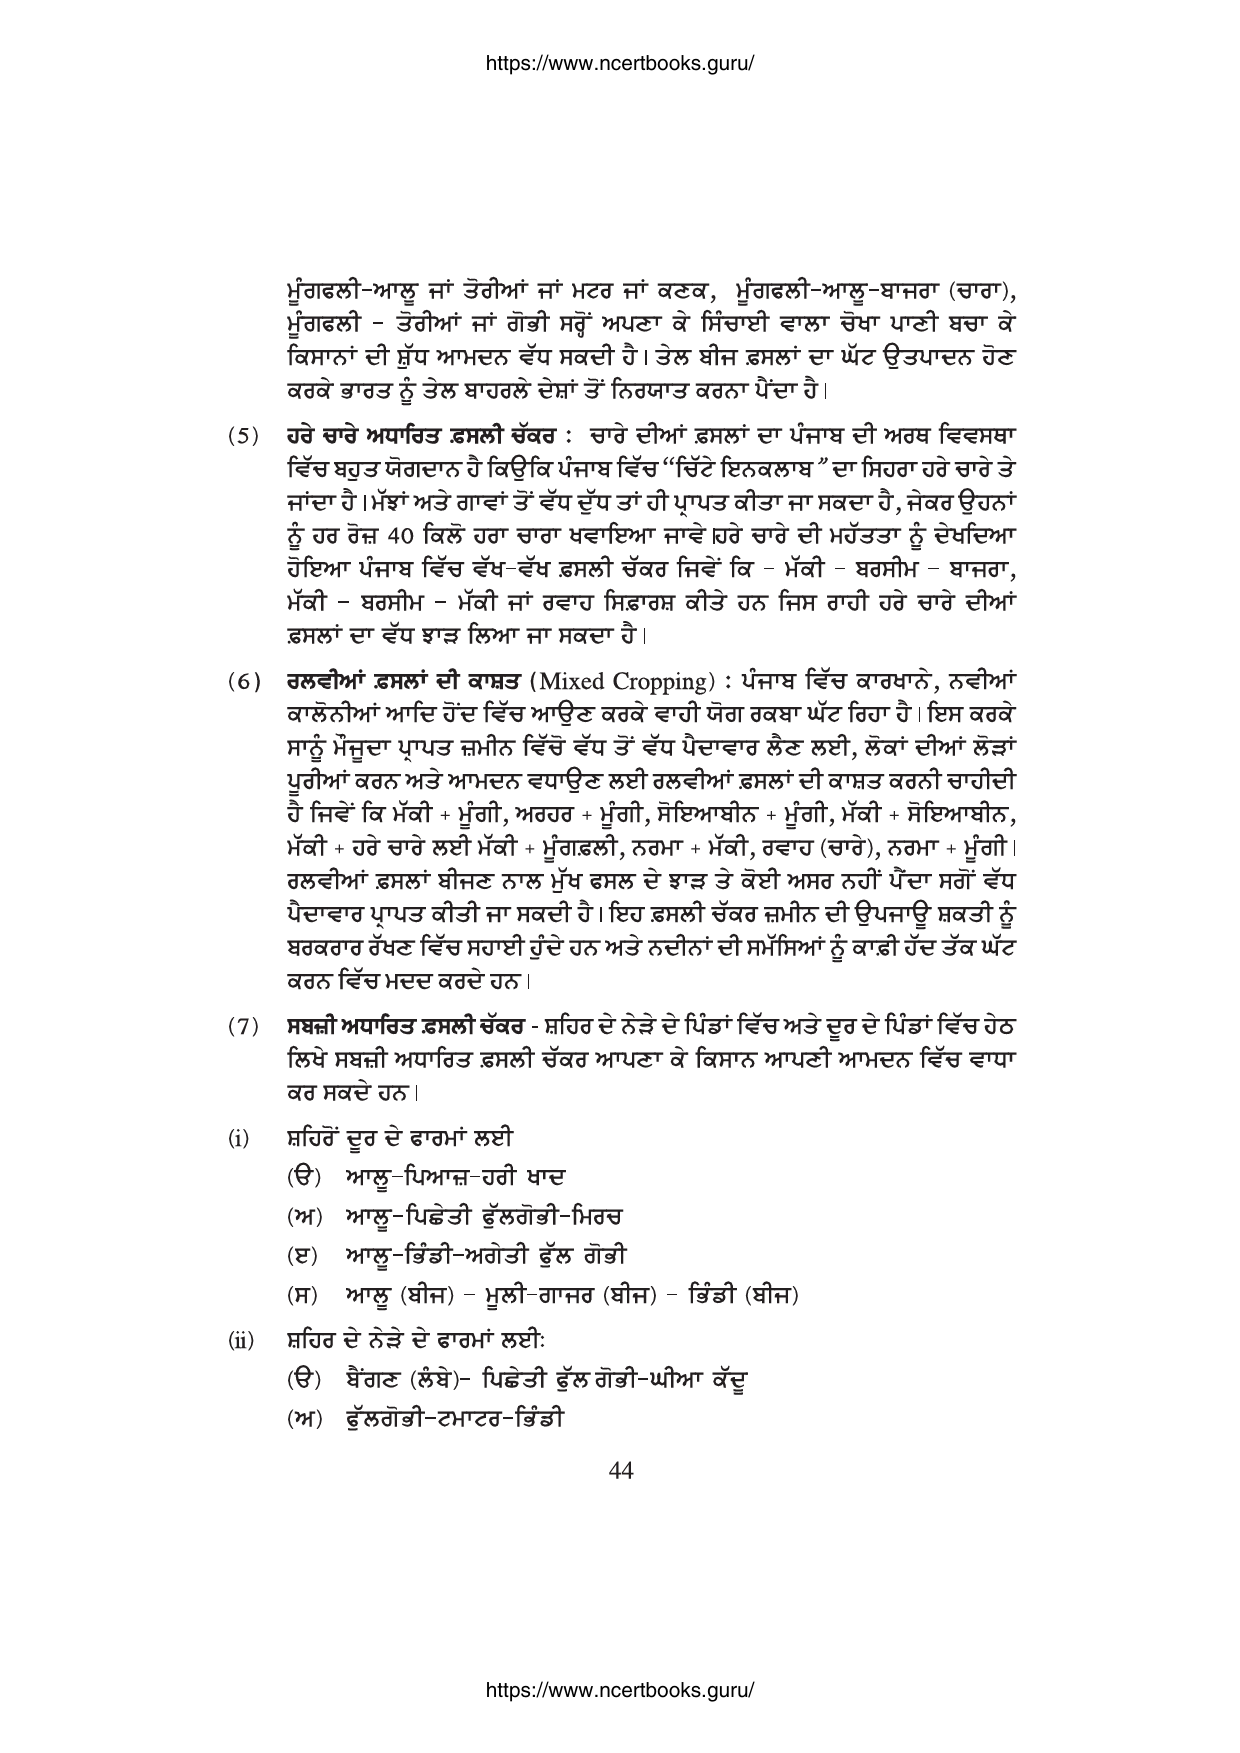 https://www.ncertbooks.guru/
ਮੂੰਗਫਲੀ-ਆਲੂ ਜਾਂ ਤੋਰੀਆਂ ਜਾਂ ਮਟਰ ਜਾਂ ਕਣਕ, ਮੂੰਗਫਲੀ-ਆਲੂ-ਬਾਜਰਾ (ਚਾਰਾ),
ਮੂੰਗਫਲੀ – ਤੋਰੀਆਂ ਜਾਂ ਗੋਭੀ ਸਰ੍ਹੋਂ ਅਪਣਾ ਕੇ ਸਿੰਚਾਈ ਵਾਲਾ ਚੋਖਾ ਪਾਣੀ ਬਚਾ ਕੇ
ਕਿਸਾਨਾਂ ਦੀ ਸ਼ੁੱਧ ਆਮਦਨ ਵੱਧ ਸਕਦੀ ਹੈ। ਤੇਲ ਬੀਜ ਫ਼ਸਲਾਂ ਦਾ ਘੱਟ ਉਤਪਾਦਨ ਹੋਣ
ਕਰਕੇ ਭਾਰਤ ਨੂੰ ਤੇਲ ਬਾਹਰਲੇ ਦੇਸ਼ਾਂ ਤੋਂ ਨਿਰਯਾਤ ਕਰਨਾ ਪੈਂਦਾ ਹੈ।
(5) ਹਰੇ ਚਾਰੇ ਅਧਾਰਿਤ ਫ਼ਸਲੀ ਚੱਕਰ : ਚਾਰੇ ਦੀਆਂ ਫ਼ਸਲਾਂ ਦਾ ਪੰਜਾਬ ਦੀ ਅਰਥ ਵਿਵਸਥਾ
ਵਿੱਚ ਬਹੁਤ ਯੋਗਦਾਨ ਹੈ ਕਿਉਕਿ ਪੰਜਾਬ ਵਿੱਚ “ਚਿੱਟੇ ਇਨਕਲਾਬ ” ਦਾ ਸਿਹਰਾ ਹਰੇ ਚਾਰੇ ਤੇ
ਜਾਂਦਾ ਹੈ। ਮੱਝਾਂ ਅਤੇ ਗਾਵਾਂ ਤੋਂ ਵੱਧ ਦੁੱਧ ਤਾਂ ਹੀ ਪ੍ਰਾਪਤ ਕੀਤਾ ਜਾ ਸਕਦਾ ਹੈ, ਜੇਕਰ ਉਹਨਾਂ
ਨੂੰ ਹਰ ਰੋਜ਼ 40 ਕਿਲੋ ਹਰਾ ਚਾਰਾ ਖਵਾਇਆ ਜਾਵੇ।ਹਰੇ ਚਾਰੇ ਦੀ ਮਹੱਤਤਾ ਨੂੰ ਦੇਖਦਿਆ
ਹੋਇਆ ਪੰਜਾਬ ਵਿੱਚ ਵੱਖ-ਵੱਖ ਫ਼ਸਲੀ ਚੱਕਰ ਜਿਵੇਂ ਕਿ – ਮੱਕੀ – ਬਰਸੀਮ – ਬਾਜਰਾ,
ਮੱਕੀ – ਬਰਸੀਮ – ਮੱਕੀ ਜਾਂ ਰਵਾਹ ਸਿਫ਼ਾਰਸ਼ ਕੀਤੇ ਹਨ ਜਿਸ ਰਾਹੀ ਹਰੇ ਚਾਰੇ ਦੀਆਂ
ਫ਼ਸਲਾਂ ਦਾ ਵੱਧ ਝਾੜ ਲਿਆ ਜਾ ਸਕਦਾ ਹੈ।
(6) ਰਲਵੀਆਂ ਫ਼ਸਲਾਂ ਦੀ ਕਾਸ਼ਤ (Mixed Cropping) : ਪੰਜਾਬ ਵਿੱਚ ਕਾਰਖਾਨੇ, ਨਵੀਆਂ
ਕਾਲੋਨੀਆਂ ਆਦਿ ਹੋਂਦ ਵਿੱਚ ਆਉਣ ਕਰਕੇ ਵਾਹੀ ਯੋਗ ਰਕਬਾ ਘੱਟ ਰਿਹਾ ਹੈ। ਇਸ ਕਰਕੇ
ਸਾਨੂੰ ਮੌਜੂਦਾ ਪ੍ਰਾਪਤ ਜ਼ਮੀਨ ਵਿੱਚੋ ਵੱਧ ਤੋਂ ਵੱਧ ਪੈਦਾਵਾਰ ਲੈਣ ਲਈ, ਲੋਕਾਂ ਦੀਆਂ ਲੋੜਾਂ
ਪੂਰੀਆਂ ਕਰਨ ਅਤੇ ਆਮਦਨ ਵਧਾਉਣ ਲਈ ਰਲਵੀਆਂ ਫ਼ਸਲਾਂ ਦੀ ਕਾਸ਼ਤ ਕਰਨੀ ਚਾਹੀਦੀ
ਹੈ ਜਿਵੇਂ ਕਿ ਮੱਕੀ + ਮੂੰਗੀ, ਅਰਹਰ + ਮੂੰਗੀ, ਸੋਇਆਬੀਨ + ਮੂੰਗੀ, ਮੱਕੀ + ਸੋਇਆਬੀਨ,
ਮੱਕੀ + ਹਰੇ ਚਾਰੇ ਲਈ ਮੱਕੀ + ਮੂੰਗਫ਼ਲੀ, ਨਰਮਾ + ਮੱਕੀ, ਰਵਾਹ (ਚਾਰੇ), ਨਰਮਾ + ਮੂੰਗੀ।
ਰਲਵੀਆਂ ਫ਼ਸਲਾਂ ਬੀਜਣ ਨਾਲ ਮੁੱਖ ਫਸਲ ਦੇ ਝਾੜ ਤੇ ਕੋਈ ਅਸਰ ਨਹੀਂ ਪੈਂਦਾ ਸਗੋਂ ਵੱਧ
ਪੈਦਾਵਾਰ ਪ੍ਰਾਪਤ ਕੀਤੀ ਜਾ ਸਕਦੀ ਹੈ। ਇਹ ਫ਼ਸਲੀ ਚੱਕਰ ਜ਼ਮੀਨ ਦੀ ਉਪਜਾਊ ਸ਼ਕਤੀ ਨੂੰ
ਬਰਕਰਾਰ ਰੱਖਣ ਵਿੱਚ ਸਹਾਈ ਹੁੰਦੇ ਹਨ ਅਤੇ ਨਦੀਨਾਂ ਦੀ ਸਮੱਸਿਆਂ ਨੂੰ ਕਾਫ਼ੀ ਹੱਦ ਤੱਕ ਘੱਟ
ਕਰਨ ਵਿੱਚ ਮਦਦ ਕਰਦੇ ਹਨ।
(7) ਸਬਜ਼ੀ ਅਧਾਰਿਤ ਫ਼ਸਲੀ ਚੱਕਰ - ਸ਼ਹਿਰ ਦੇ ਨੇੜੇ ਦੇ ਪਿੰਡਾਂ ਵਿੱਚ ਅਤੇ ਦੂਰ ਦੇ ਪਿੰਡਾਂ ਵਿੱਚ ਹੇਠ
ਲਿਖੇ ਸਬਜ਼ੀ ਅਧਾਰਿਤ ਫ਼ਸਲੀ ਚੱਕਰ ਆਪਣਾ ਕੇ ਕਿਸਾਨ ਆਪਣੀ ਆਮਦਨ ਵਿੱਚ ਵਾਧਾ
ਕਰ ਸਕਦੇ ਹਨ।
(i) ਸ਼ਹਿਰੋਂ ਦੂਰ ਦੇ ਫਾਰਮਾਂ ਲਈ
(ੳ) ਆਲੂ-ਪਿਆਜ਼-ਹਰੀ ਖਾਦ
(ਅ) ਆਲੂ-ਪਿਛੇਤੀ ਫੁੱਲਗੋਭੀ-ਮਿਰਚ
(ੲ) ਆਲੂ-ਭਿੰਡੀ-ਅਗੇਤੀ ਫੁੱਲ ਗੋਭੀ
(ਸ) ਆਲੂ (ਬੀਜ) – ਮੂਲੀ-ਗਾਜਰ (ਬੀਜ) – ਭਿੰਡੀ (ਬੀਜ)
(ii) ਸ਼ਹਿਰ ਦੇ ਨੇੜੇ ਦੇ ਫਾਰਮਾਂ ਲਈ:
(ੳ) ਬੈਂਗਣ (ਲੰਬੇ)- ਪਿਛੇਤੀ ਫੁੱਲ ਗੋਭੀ-ਘੀਆ ਕੱਦੂ
(ਅ) ਫੁੱਲਗੋਭੀ-ਟਮਾਟਰ-ਭਿੰਡੀ
44
https://www.ncertbooks.guru/